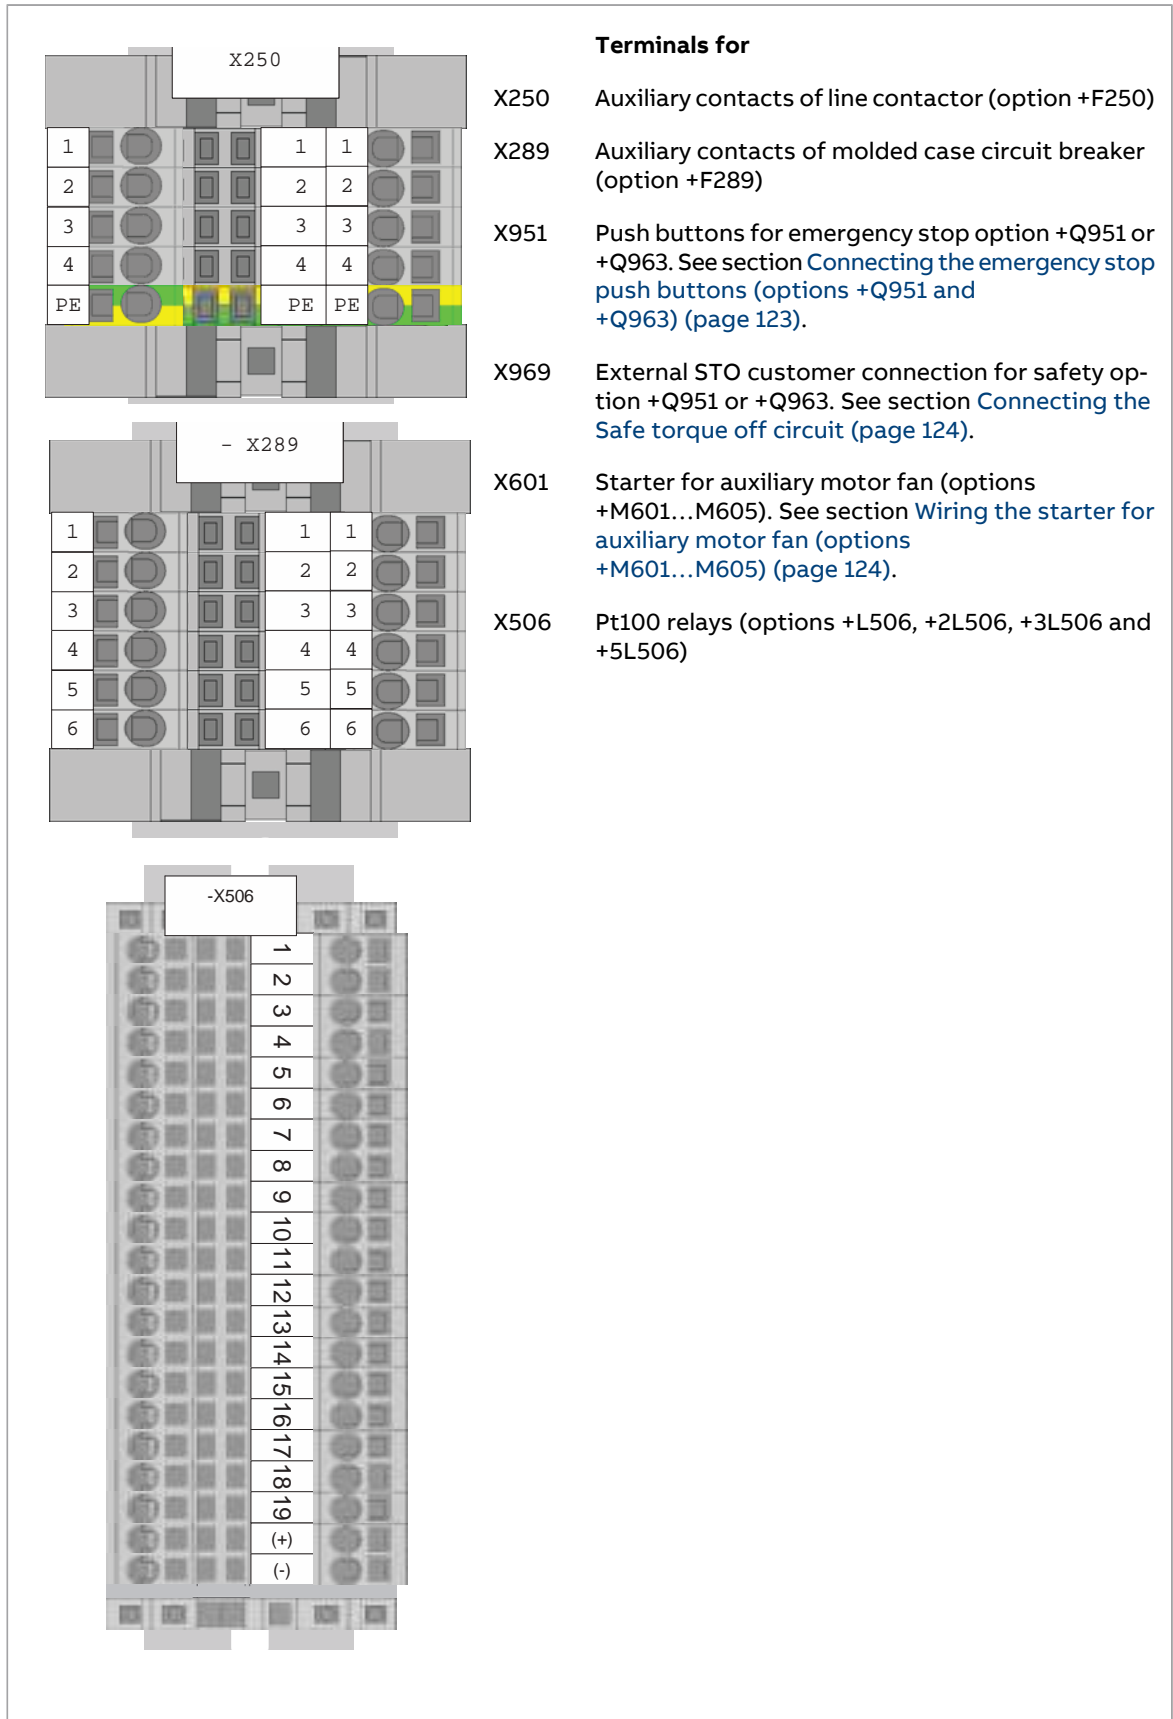 X250
1 1 1
2 2 2
3 3 3
4 4 4
PE PE PE
- X289
1 1 1
2 2 2
3 3 3
4 4 4
5 5 5
6 6 6
-X506
1
2
3
4
5
6
7
8
9
10
11
12
13
14
15
16
17
18
19
(+)
(-)
Terminals for
X250 Auxiliary contacts of line contactor (option +F250)
X289 Auxiliary contacts of molded case circuit breaker
(option +F289)
X951 Push buttons for emergency stop option +Q951 or
+Q963. See section Connecting the emergency stop
push buttons (options +Q951 and
+Q963) (page 123).
X969 External STO customer connection for safety op-
tion +Q951 or +Q963. See section Connecting the
Safe torque off circuit (page 124).
X601 Starter for auxiliary motor fan (options
+M601…M605). See section Wiring the starter for
auxiliary motor fan (options
+M601…M605) (page 124).
X506 Pt100 relays (options +L506, +2L506, +3L506 and
+5L506)